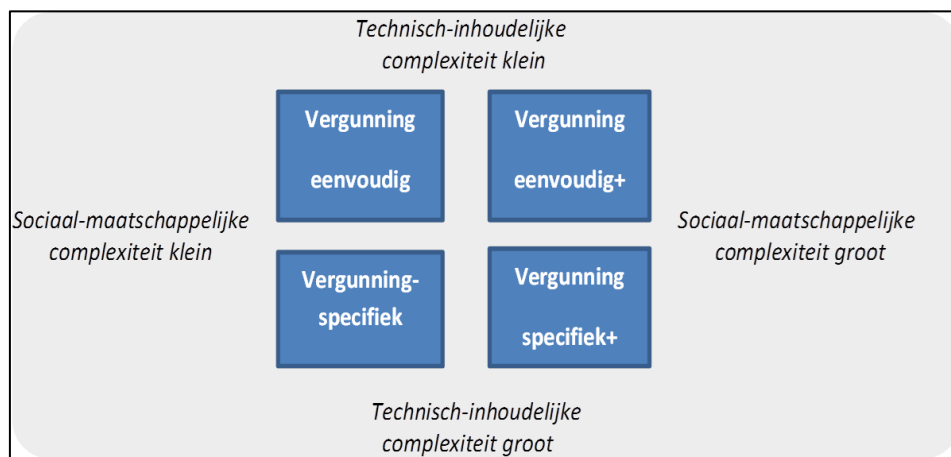 Technisch-inhoudelijke
complexiteit klein
Vergunning
eenvoudig
Vergunning
eenvoudig+
Sociaal-maatschappelijke
complexiteit klein
Sociaal-maatschappelijke
complexiteit groot
Vergunning-
specifiek
Vergunning
specifiek+
Technisch-inhoudelijke
complexiteit groot